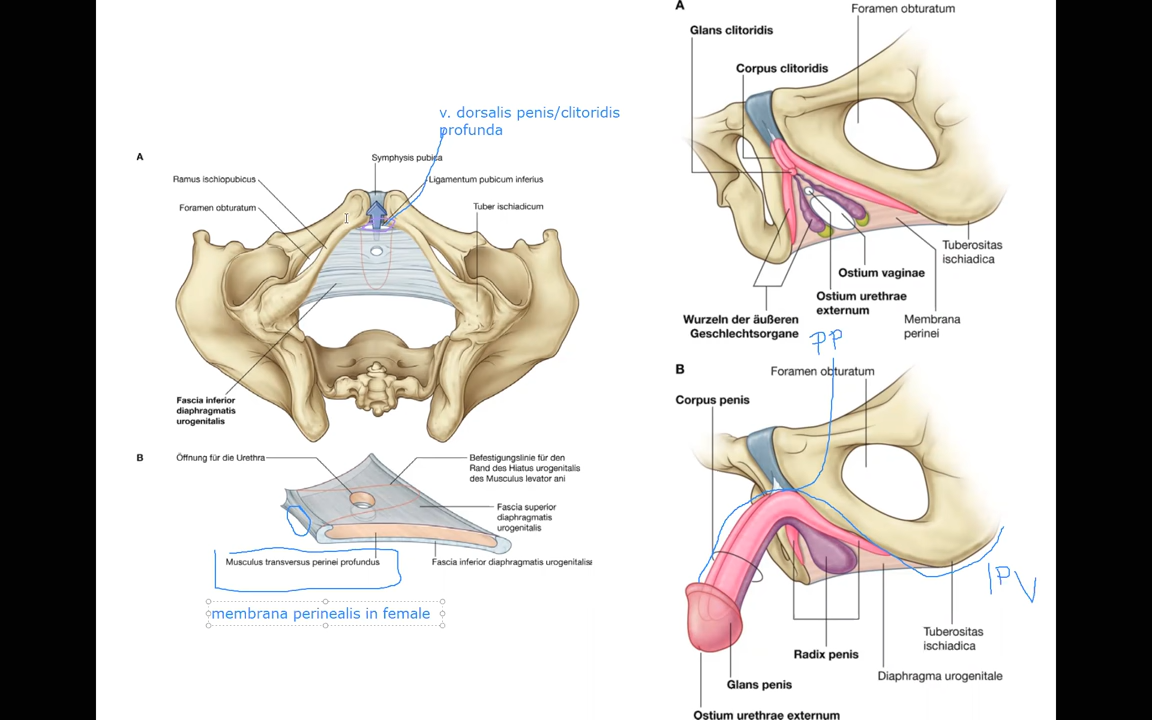 v. dorsalis penis/clitoridis
profunda
A
Symphysis pubica
Ramus ischiopubicus
Ligamentum pubicum inferius
Foramen obturatum
Tuber ischiadicum
Fascia inferior
diaphragmatis
urogenitalis
B
Öffnung für die Urethra
Befestigungslinie für den
Rand des Hiatus urogenitalis
des Musculus levator ani
Fascia superior
diaphragmatis
urogenitalis
Musculus transversus perinei profundus
Fascia inferior diaphragmatis urogenitalis
membrana perinealis in female
A
Foramen obturatum
Glans clitoridis
Corpus clitoridis
Tuberositas
ischiadica
Ostium vaginae
Ostium urethrae
externum
Membrana
perinei
Wurzeln der äußeren
Geschlechtsorgane
PP
B
Foramen obturatum
Corpus penis
IPV
Tuberositas
ischiadica
Radix penis
Diaphragma urogenitale
Glans penis
Ostium urethrae externum